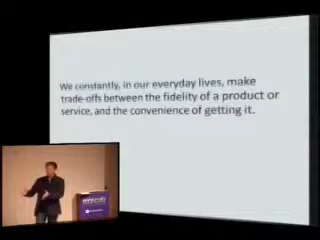 We constantly, in our everyday lives, make
trade-offs between the fidelity of a product or
service, and the convenience of getting it.